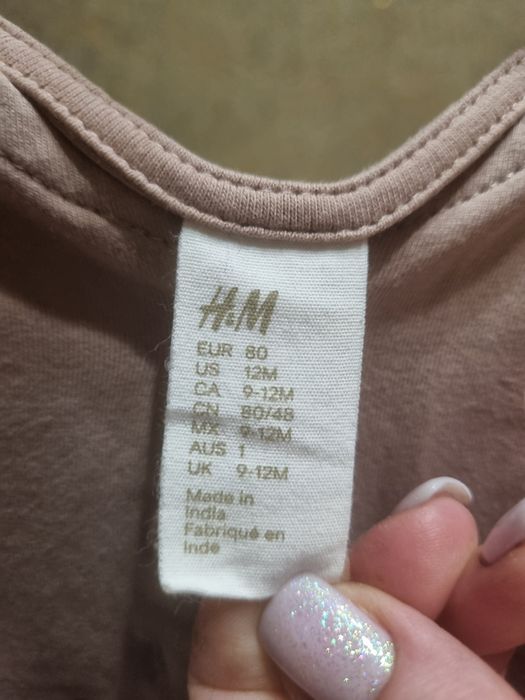 H&M
EUR 80
US 12M
CA 9-12M
CN 80/48
MX 9-12M
AUS 1
UK 9-12M
Made in
India
Fabriqué en
Inde